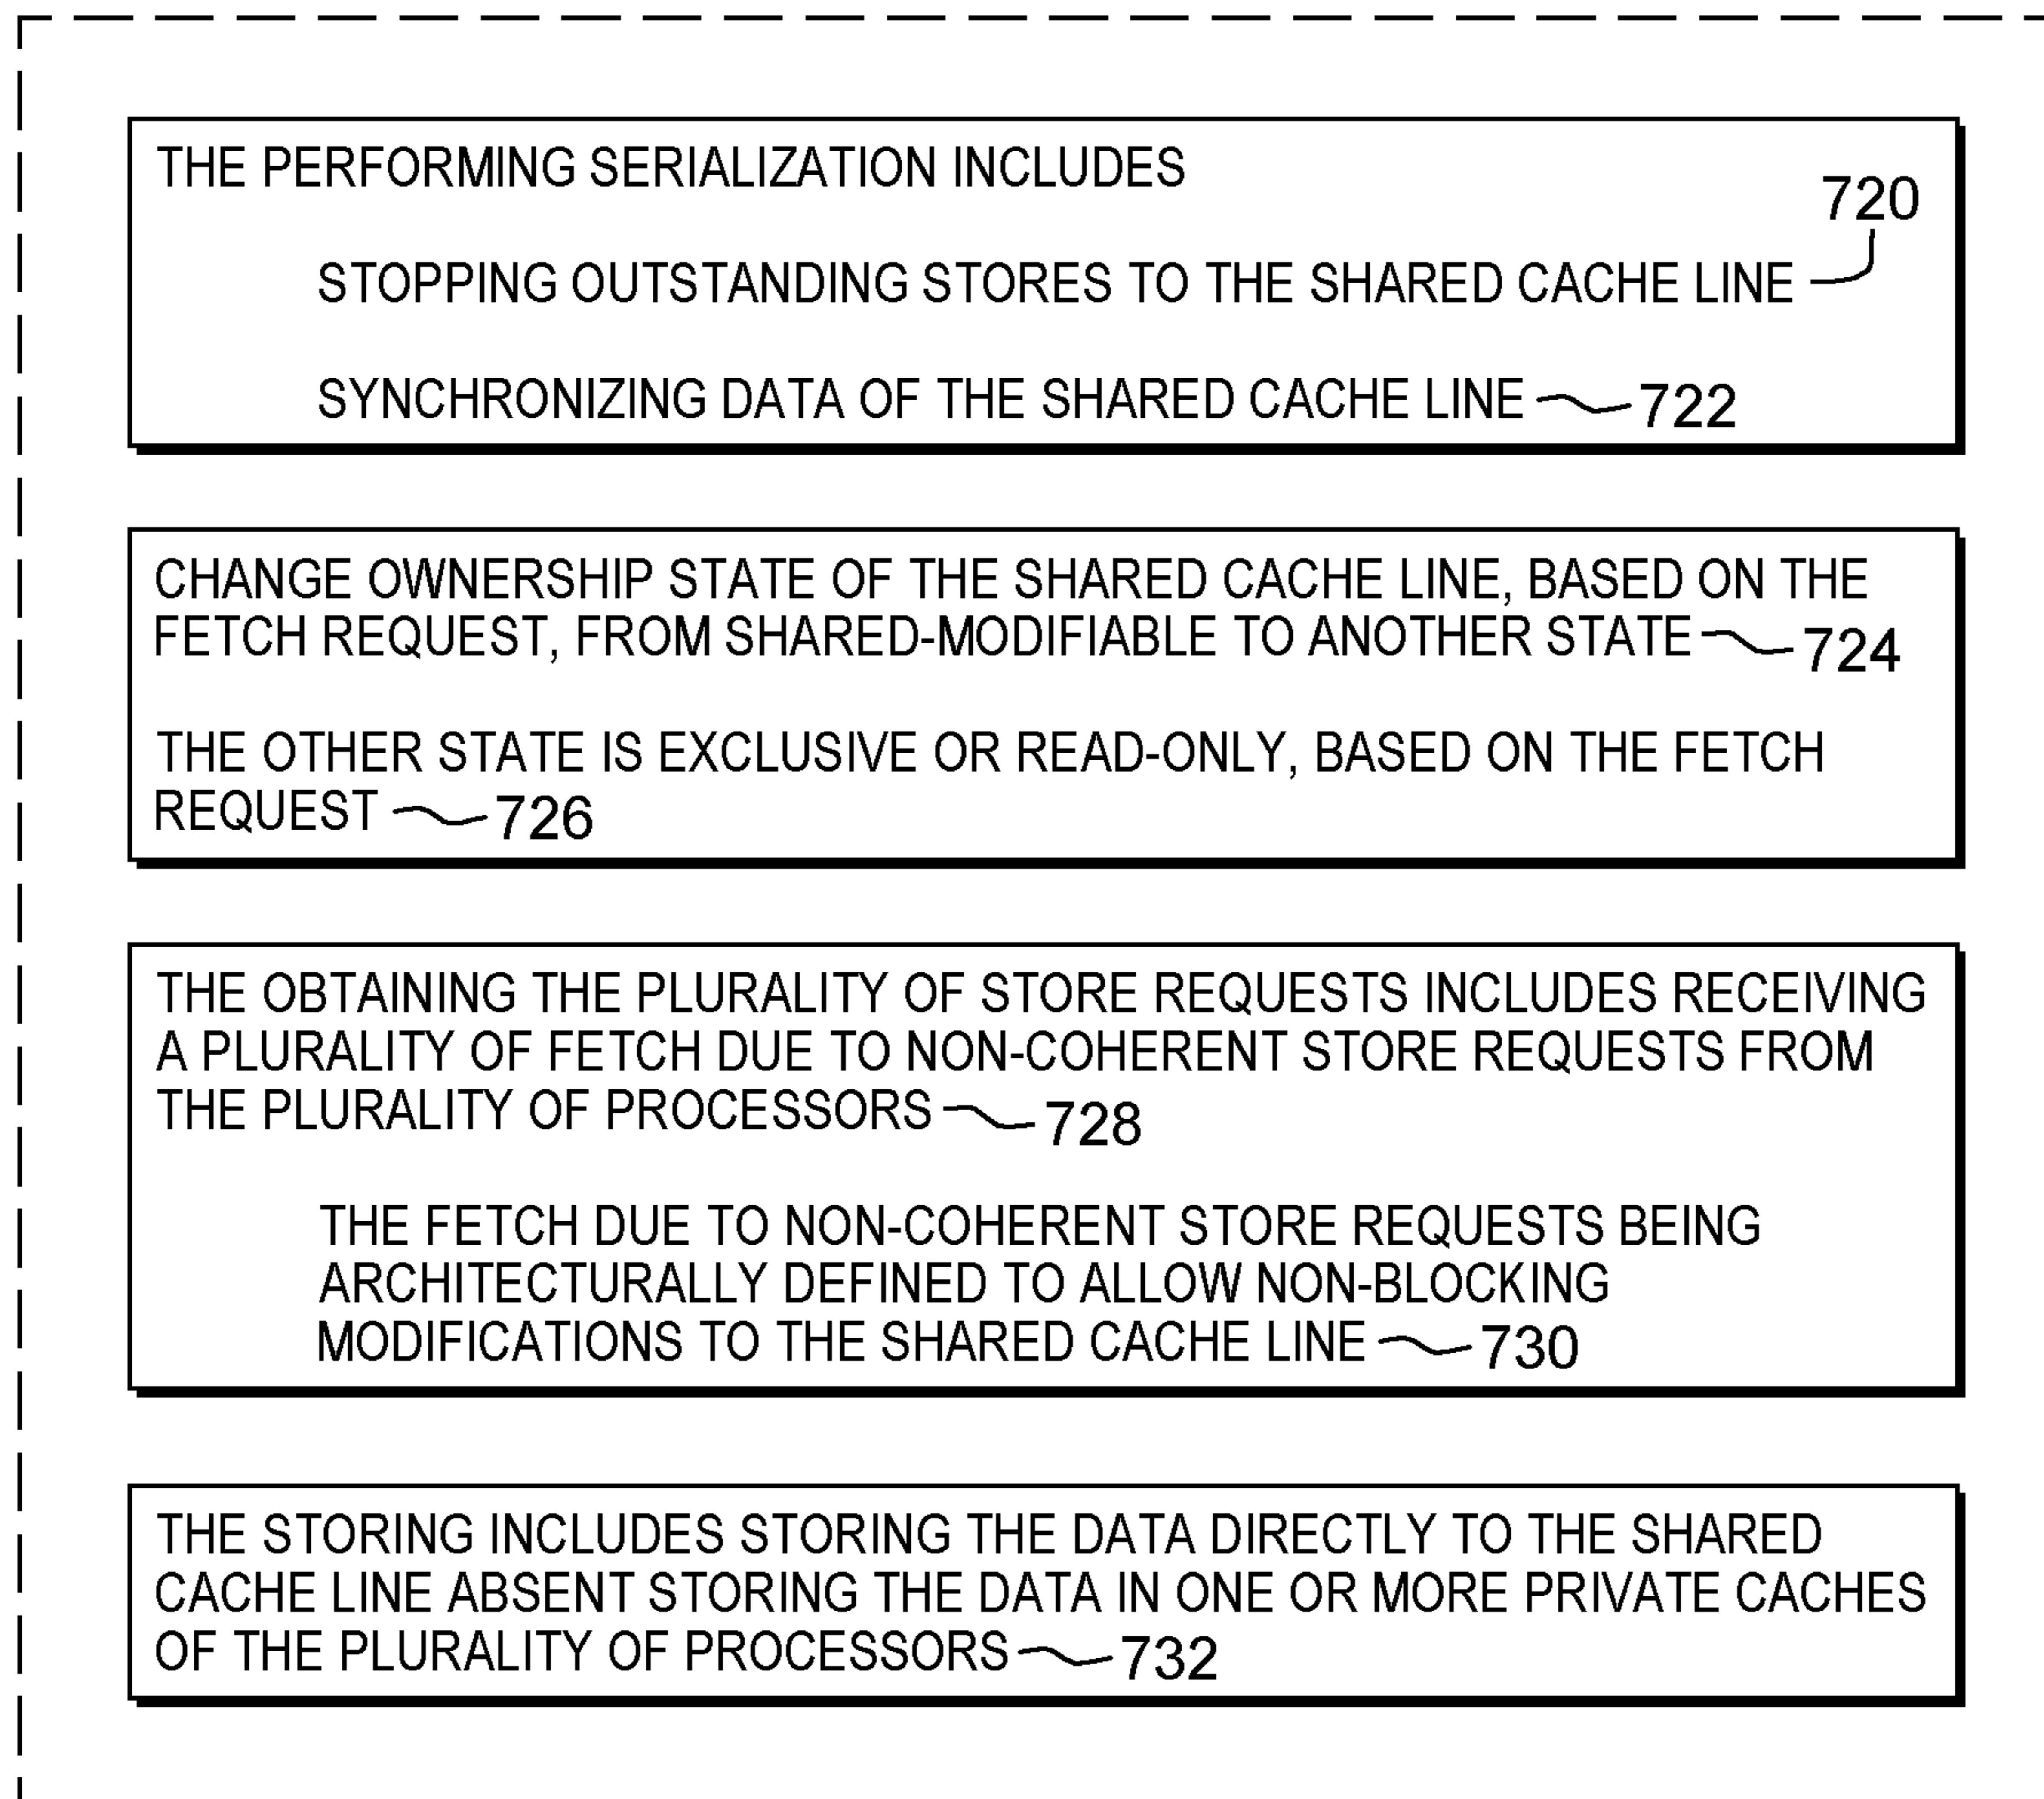 THE PERFORMING SERIALIZATION INCLUDES
720
STOPPING OUTSTANDING STORES TO THE SHARED CACHE LINE
SYNCHRONIZING DATA OF THE SHARED CACHE LINE 722
CHANGE OWNERSHIP STATE OF THE SHARED CACHE LINE, BASED ON THE
FETCH REQUEST, FROM SHARED-MODIFIABLE TO ANOTHER STATE 724
THE OTHER STATE IS EXCLUSIVE OR READ-ONLY, BASED ON THE FETCH
REQUEST 726
THE OBTAINING THE PLURALITY OF STORE REQUESTS INCLUDES RECEIVING
A PLURALITY OF FETCH DUE TO NON-COHERENT STORE REQUESTS FROM
THE PLURALITY OF PROCESSORS 728
THE FETCH DUE TO NON-COHERENT STORE REQUESTS BEING
ARCHITECTURALLY DEFINED TO ALLOW NON-BLOCKING
MODIFICATIONS TO THE SHARED CACHE LINE 730
THE STORING INCLUDES STORING THE DATA DIRECTLY TO THE SHARED
CACHE LINE ABSENT STORING THE DATA IN ONE OR MORE PRIVATE CACHES
OF THE PLURALITY OF PROCESSORS 732